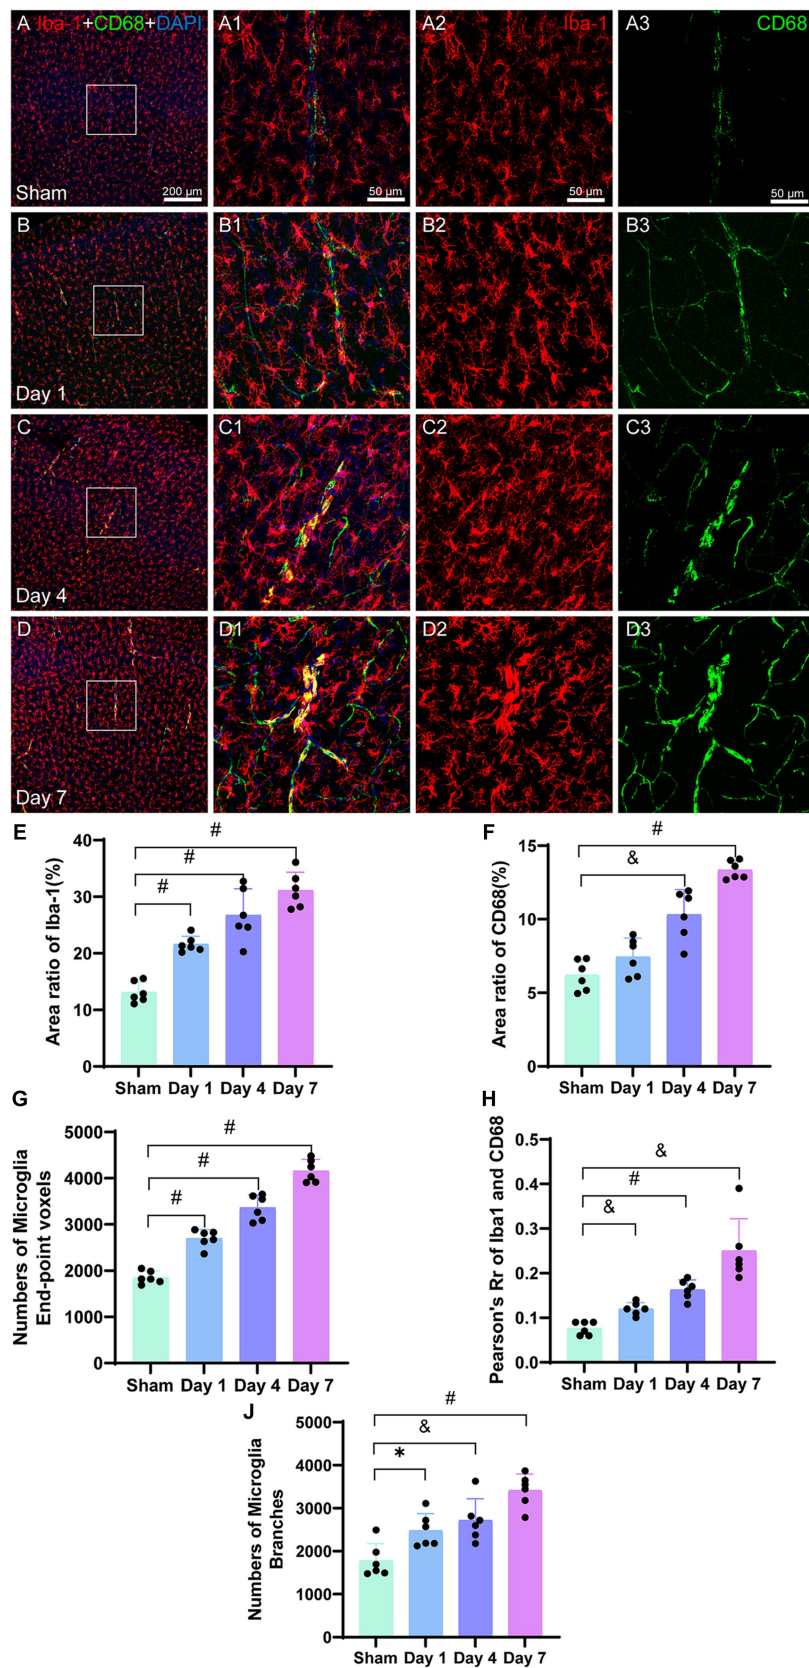 A Iba-1+CD68+DAPI
A1
A2 Iba-1
A3 CD68
Sham 200 μm
50 μm
50 μm
50 μm
B
B1
B2
B3
Day 1
C
C1
C2
C3
Day 4
D
D1
D2
D3
Day 7
E
Area ratio of Iba-1(%)
40
30
20
10
0
#
#
#
Sham Day 1 Day 4 Day 7
F
Area ratio of CD68(%)
15
10
5
0
#
&
Sham Day 1 Day 4 Day 7
G
Numbers of Microglia
End-point voxels
5000
4000
3000
2000
1000
0
#
#
#
Sham Day 1 Day 4 Day 7
H
Pearson's Rr of Iba1 and CD68
0.5
0.4
0.3
0.2
0.1
0.0
&
#
&
Sham Day 1 Day 4 Day 7
J
Numbers of Microglia
Branches
5000
4000
3000
2000
1000
0
#
&
*
Sham Day 1 Day 4 Day 7